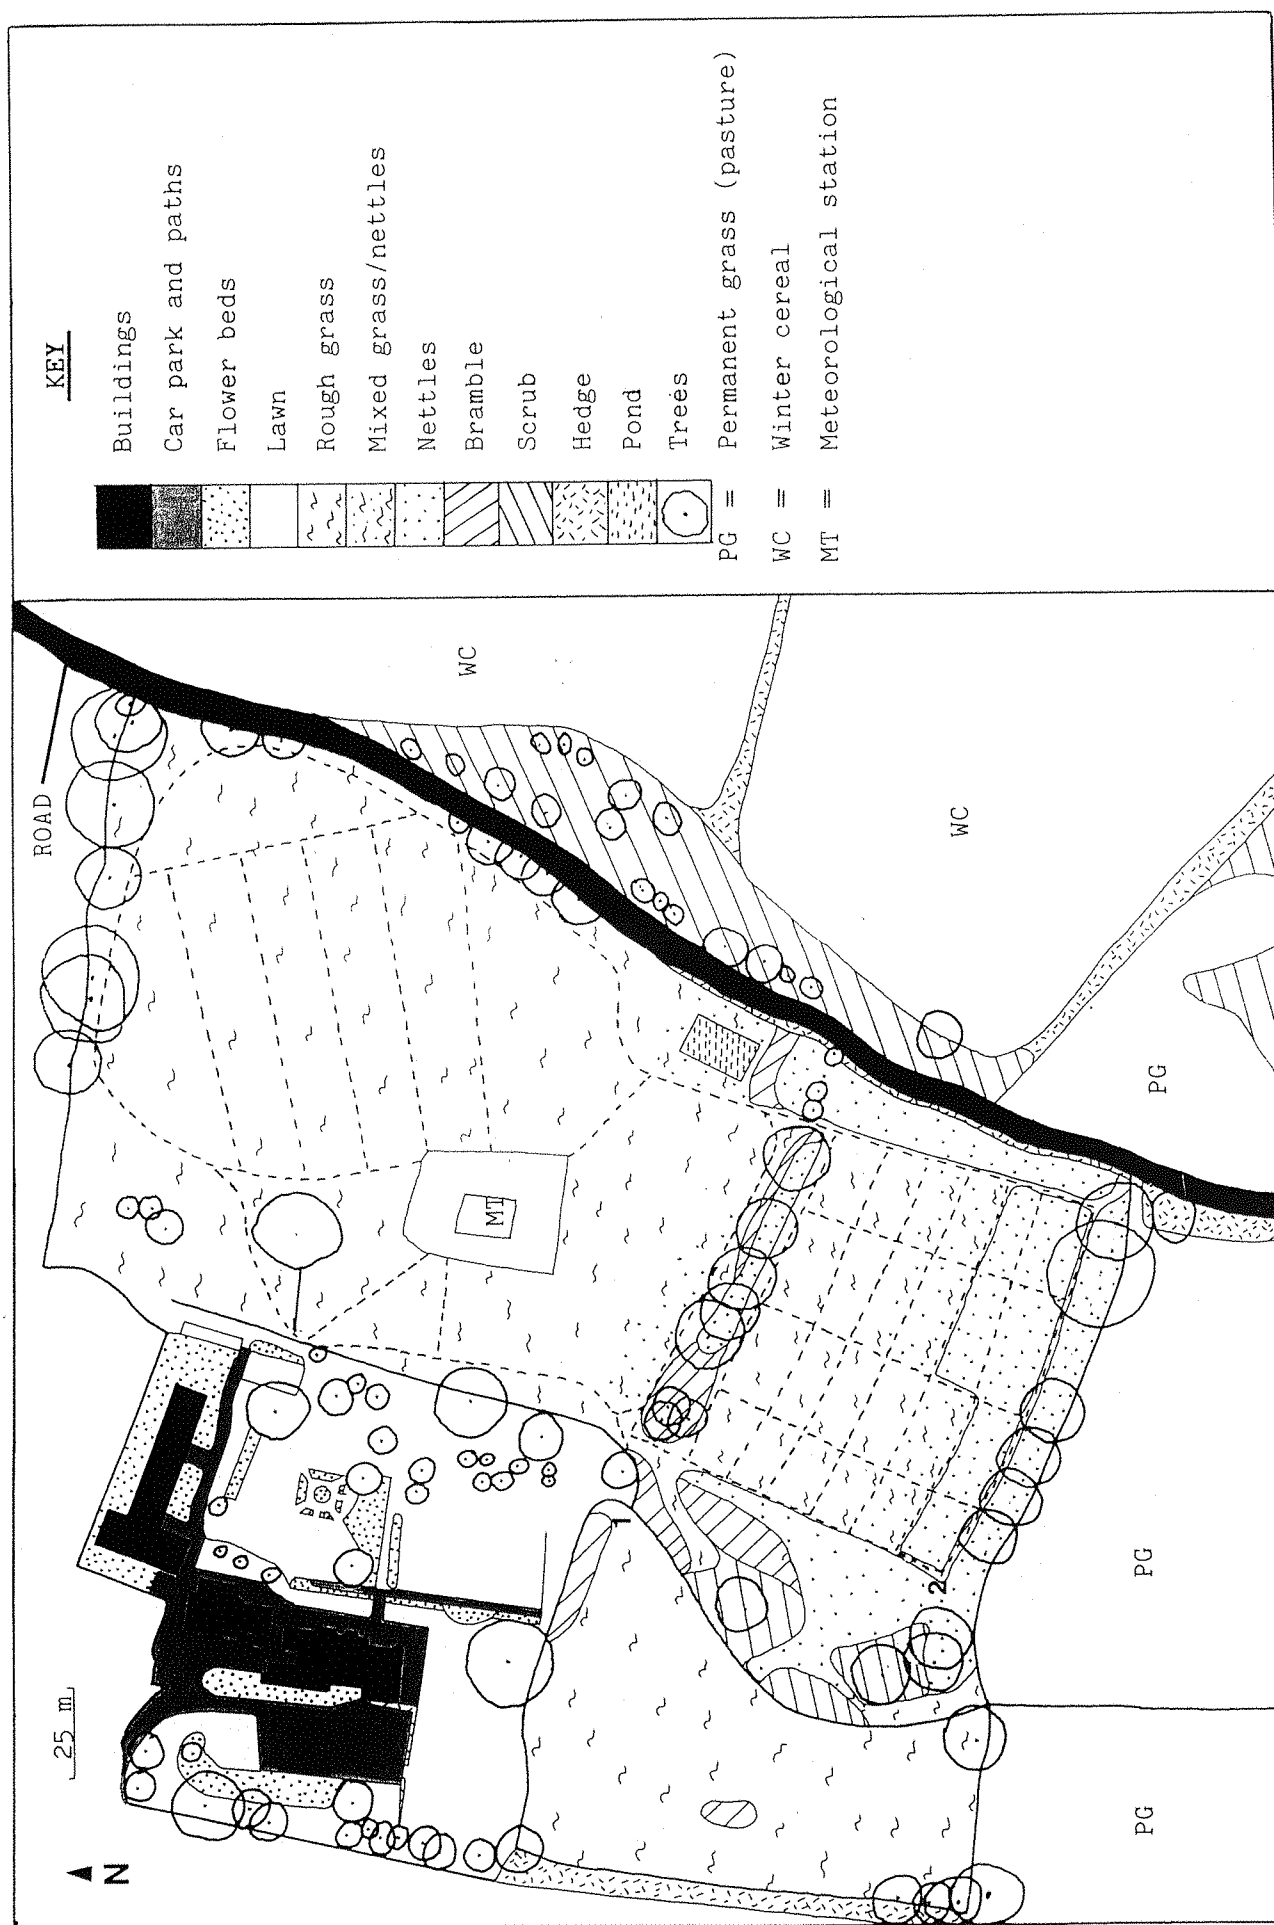 KEY
Buildings
Car park and paths
Flower beds
Lawn
Rough grass
Mixed grass/nettles
Nettles
Bramble
Scrub
Hedge
Pond
Trees
PG = Permanent grass (pasture)
WC = Winter cereal
MT = Meteorological station
ROAD
WC
WC
MT
PG
1
2
PG
PG
25 m
N